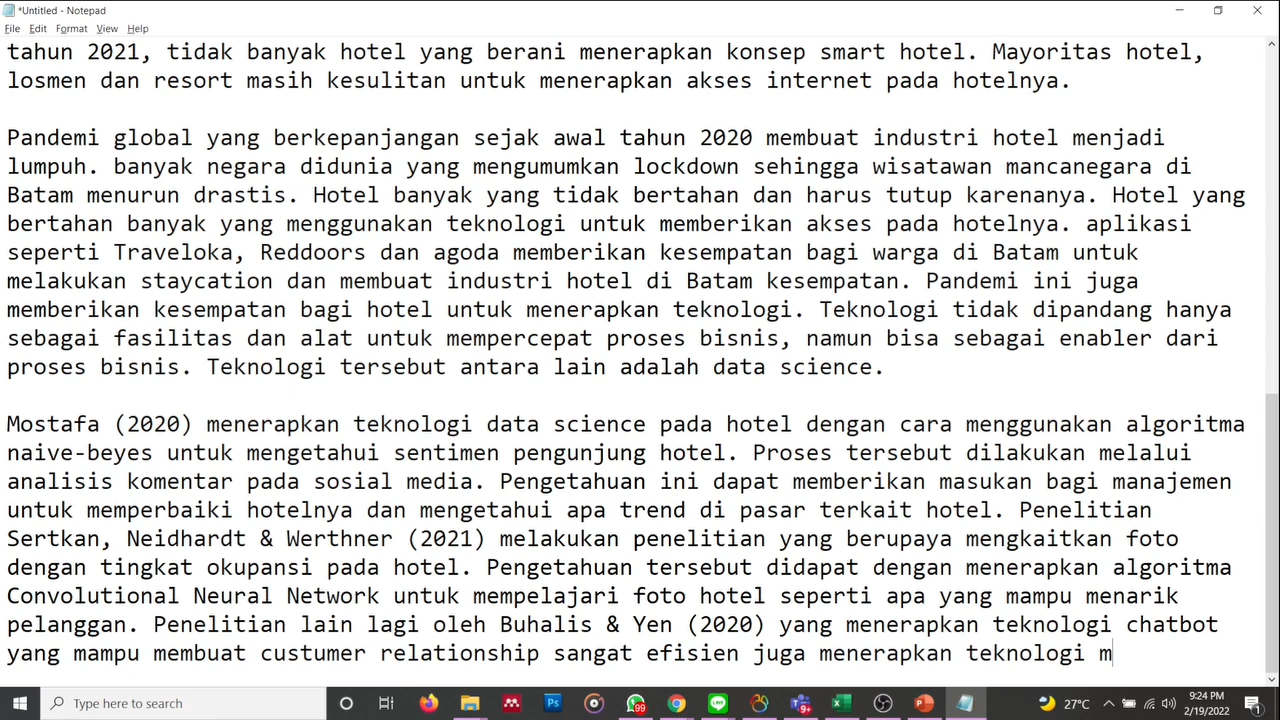 *Untitled - Notepad
File Edit Format View Help
tahun 2021, tidak banyak hotel yang berani menerapkan konsep smart hotel. Mayoritas hotel,
losmen dan resort masih kesulitan untuk menerapkan akses internet pada hotelnya.
Pandemi global yang berkepanjangan sejak awal tahun 2020 membuat industri hotel menjadi
lumpuh. banyak negara didunia yang mengumumkan lockdown sehingga wisatawan mancanegara di
Batam menurun drastis. Hotel banyak yang tidak bertahan dan harus tutup karenanya. Hotel yang
bertahan banyak yang menggunakan teknologi untuk memberikan akses pada hotelnya. aplikasi
seperti Traveloka, Reddoors dan agoda memberikan kesempatan bagi warga di Batam untuk
melakukan staycation dan membuat industri hotel di Batam kesempatan. Pandemi ini juga
memberikan kesempatan bagi hotel untuk menerapkan teknologi. Teknologi tidak dipandang hanya
sebagai fasilitas dan alat untuk mempercepat proses bisnis, namun bisa sebagai enabler dari
proses bisnis. Teknologi tersebut antara lain adalah data science.
Mostafa (2020) menerapkan teknologi data science pada hotel dengan cara menggunakan algoritma
naive-beyes untuk mengetahui sentimen pengunjung hotel. Proses tersebut dilakukan melalui
analisis komentar pada sosial media. Pengetahuan ini dapat memberikan masukan bagi manajemen
untuk memperbaiki hotelnya dan mengetahui apa trend di pasar terkait hotel. Penelitian
Sertkan, Neidhardt & Werthner (2021) melakukan penelitian yang berupaya mengkaitkan foto
dengan tingkat okupansi pada hotel. Pengetahuan tersebut didapat dengan menerapkan algoritma
Convolutional Neural Network untuk mempelajari foto hotel seperti apa yang mampu menarik
pelanggan. Penelitian lain lagi oleh Buhalis & Yen (2020) yang menerapkan teknologi chatbot
yang mampu membuat custumer relationship sangat efisien juga menerapkan teknologi m
Type here to search
99
9+
27°C
9:24 PM
2/19/2022
1